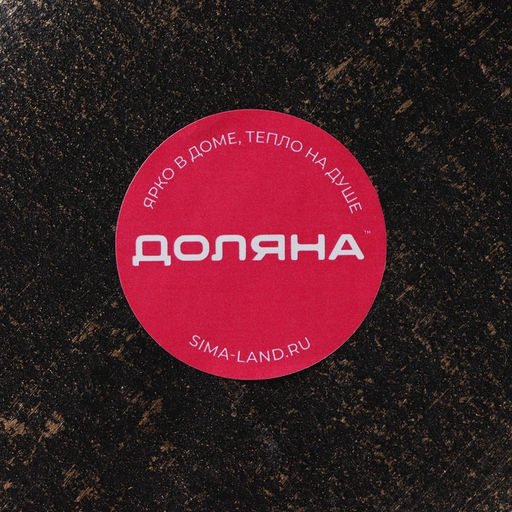 ЯРКО В ДОМЕ, ТЕПЛО НА ДУШЕ
ДОЛЯНА™
SIMA-LAND.RU